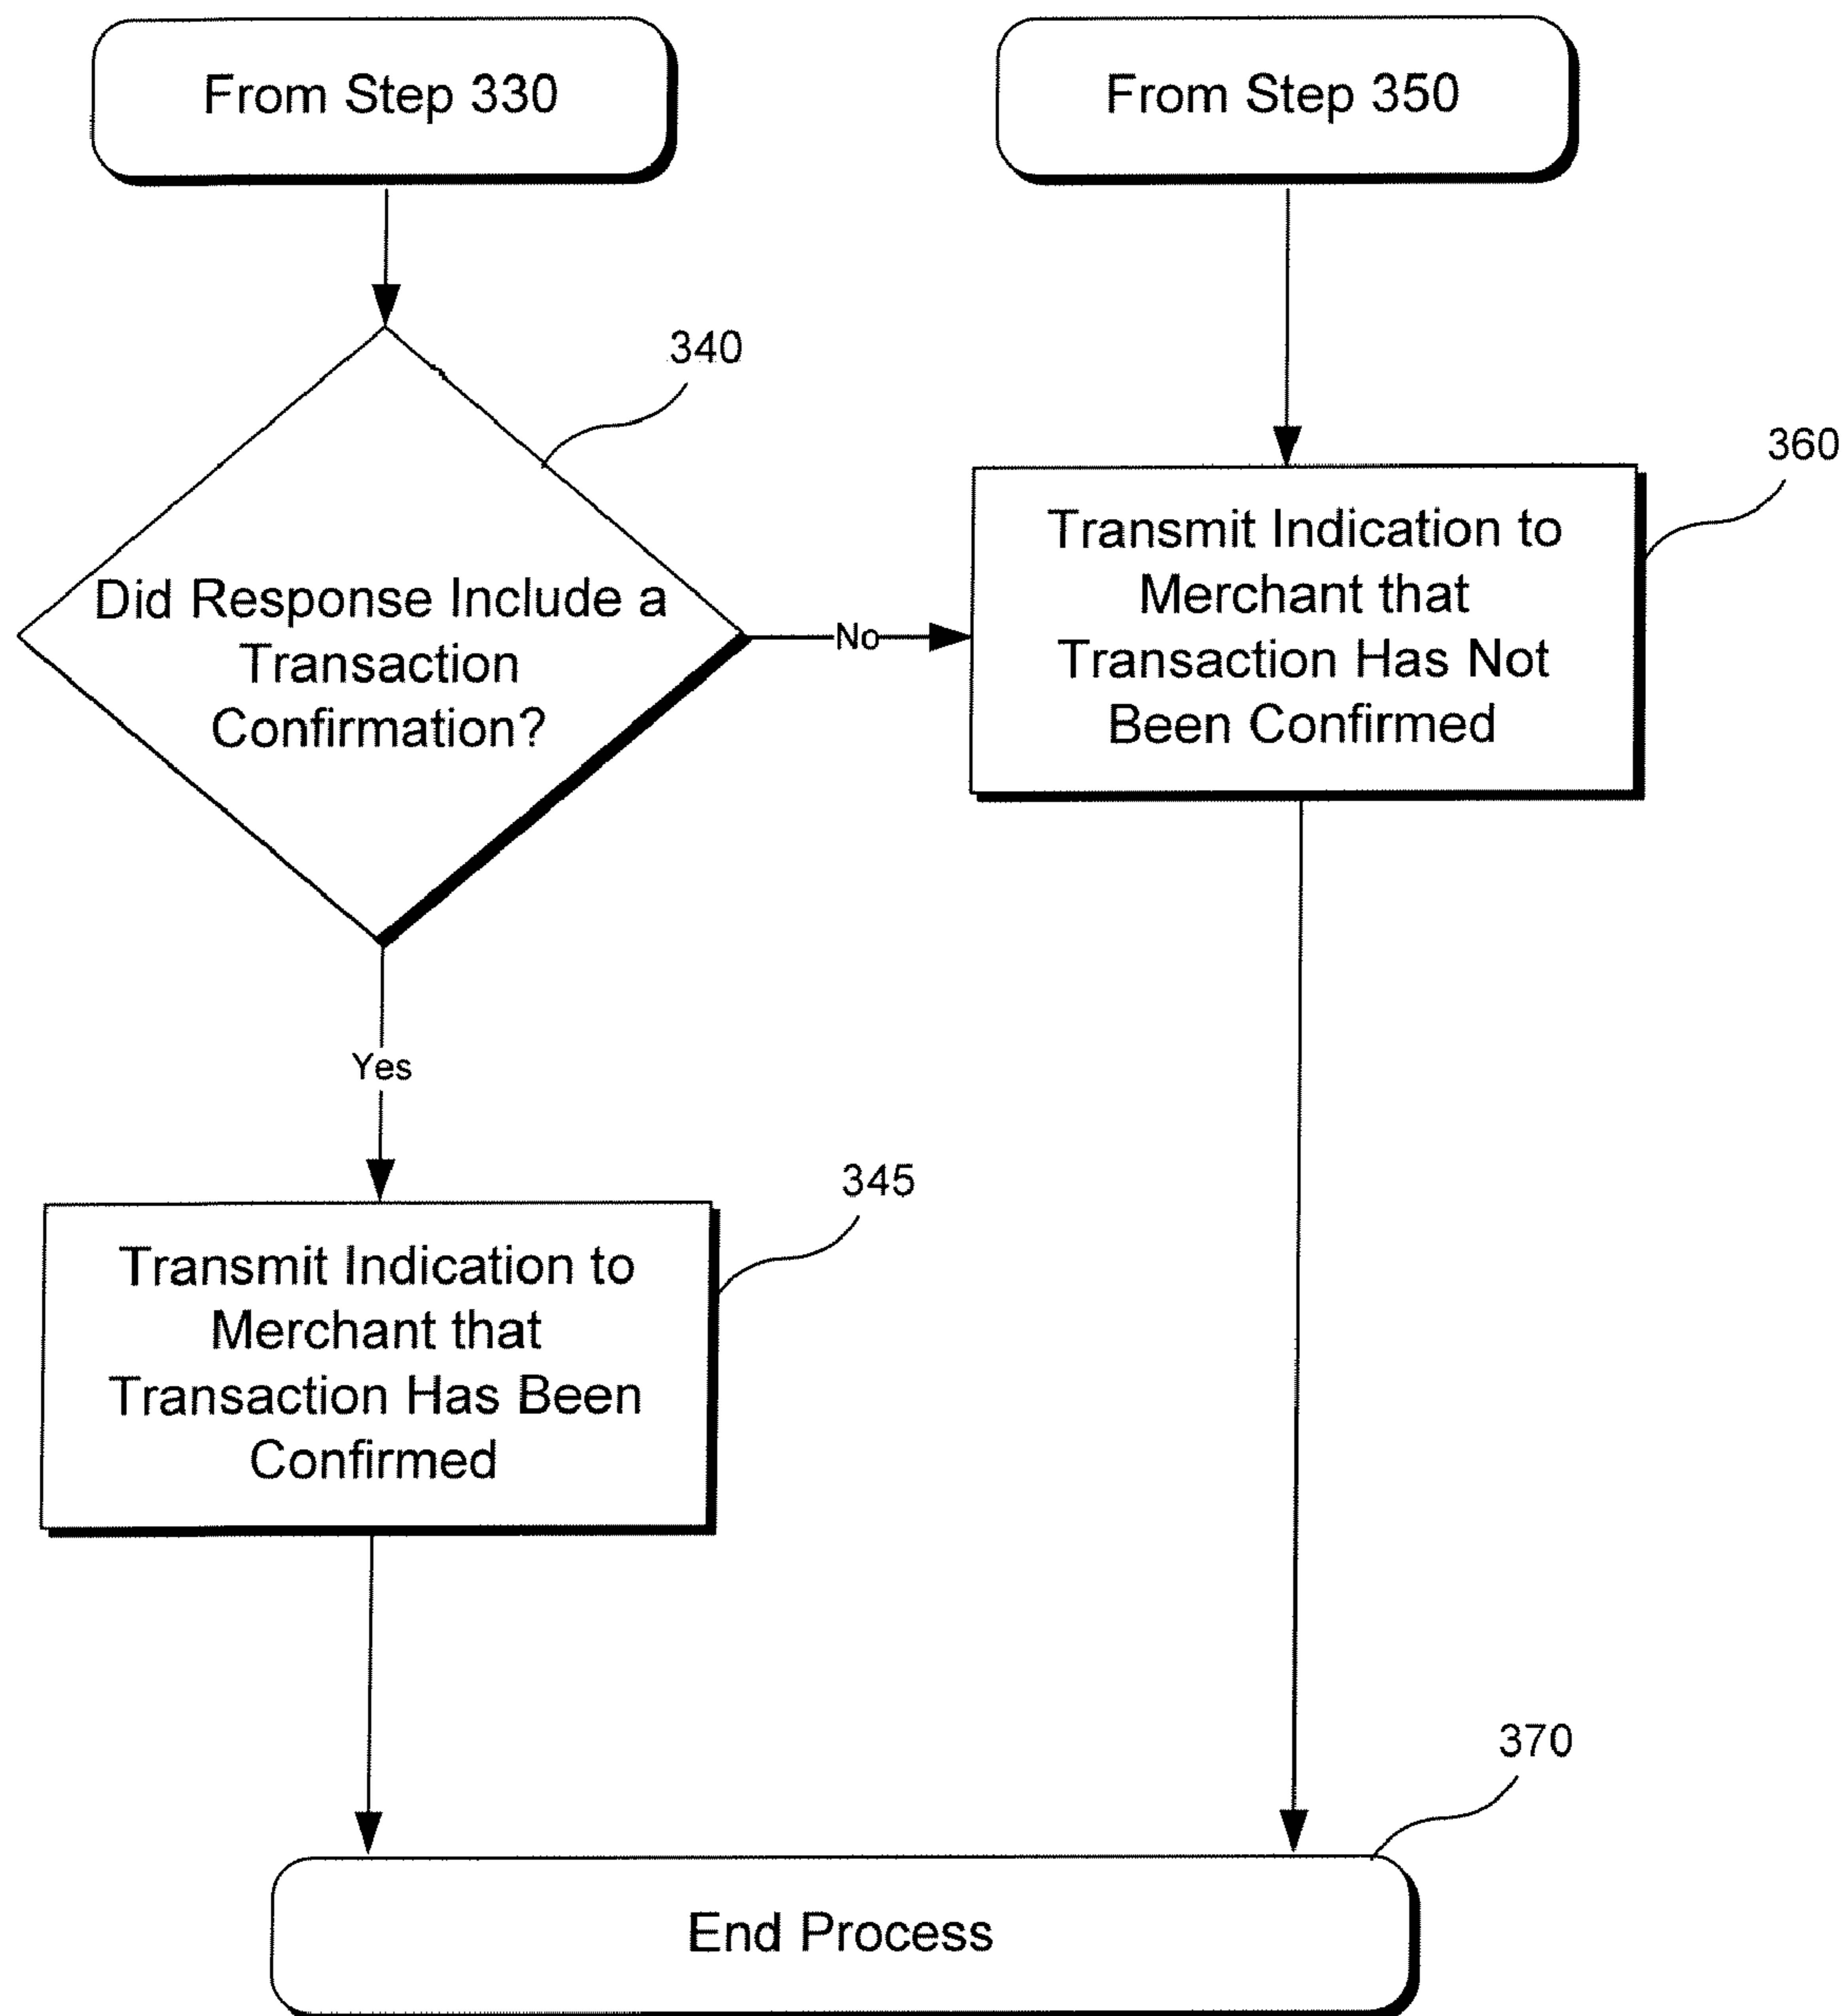 From Step 330
From Step 350
340
Did Response Include a
Transaction
Confirmation?
No
360
Transmit Indication to
Merchant that
Transaction Has Not
Been Confirmed
Yes
345
Transmit Indication to
Merchant that
Transaction Has Been
Confirmed
370
End Process